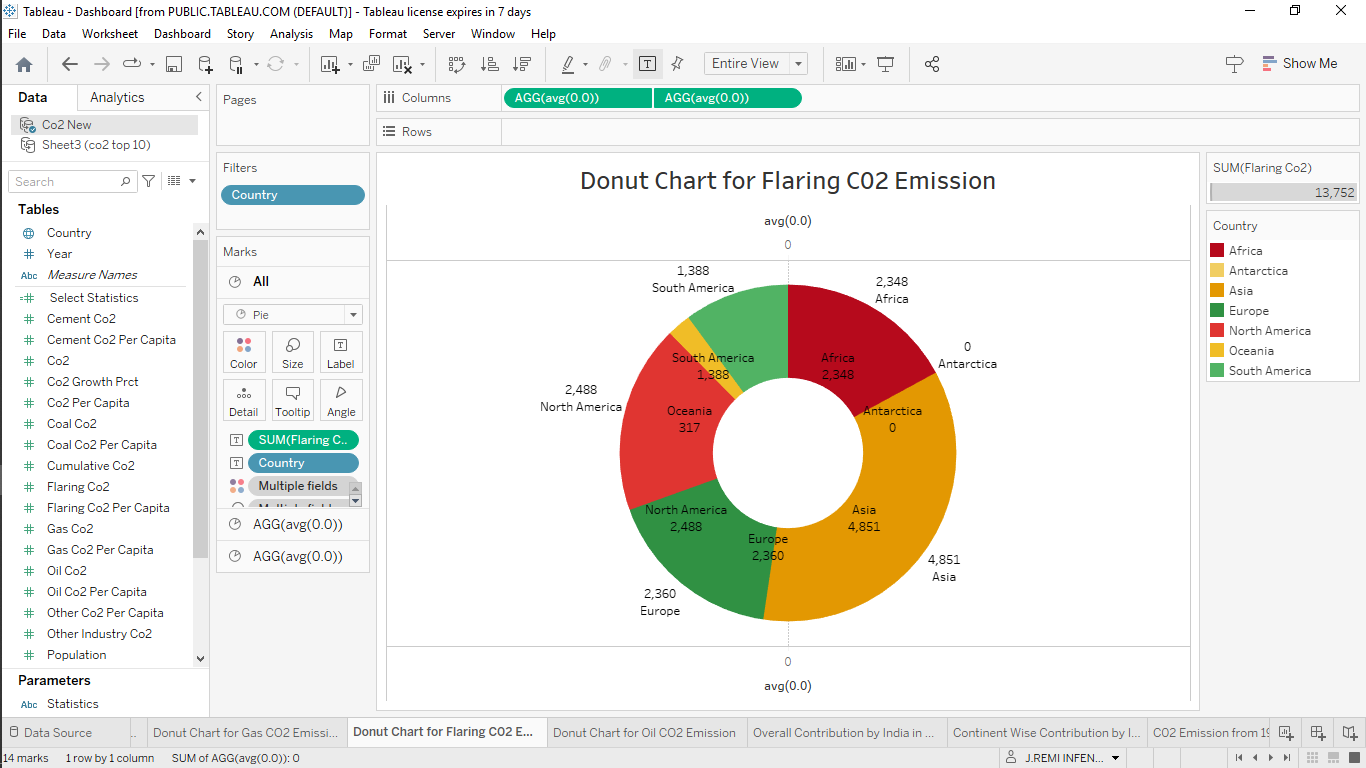 Tableau - Dashboard [from PUBLIC.TABLEAU.COM (DEFAULT)] - Tableau license expires in 7 days
File Data Worksheet Dashboard Story Analysis Map Format Server Window Help
Entire View
Show Me
Data Analytics
Co2 New
Sheet3 (co2 top 10)
Search
Tables
Country
Year
Abc Measure Names
Select Statistics
Cement Co2
Cement Co2 Per Capita
Co2
Co2 Growth Prct
Co2 Per Capita
Coal Co2
Coal Co2 Per Capita
Cumulative Co2
Flaring Co2
Flaring Co2 Per Capita
Gas Co2
Gas Co2 Per Capita
Oil Co2
Oil Co2 Per Capita
Other Co2 Per Capita
Other Industry Co2
Population
Parameters
Abc Statistics
Pages
Filters
Country
Marks
All
Pie
Color Size Label
Detail Tooltip Angle
SUM(Flaring C..
Country
Multiple fields
AGG(avg(0.0))
AGG(avg(0.0))
Columns AGG(avg(0.0)) AGG(avg(0.0))
Rows
Donut Chart for Flaring C02 Emission
avg(0.0)
0
1,388
South America
2,348
Africa
0
Antarctica
South America
1,388
Africa
2,348
2,488
North America
Oceania
317
Antarctica
0
North America
2,488
Asia
4,851
Europe
2,360
4,851
Asia
2,360
Europe
0
avg(0.0)
SUM(Flaring Co2)
13,752
Country
Africa
Antarctica
Asia
Europe
North America
Oceania
South America
Data Source .. Donut Chart for Gas CO2 Emissi... Donut Chart for Flaring CO2 E... Donut Chart for Oil CO2 Emission Overall Contribution by India in ... Continent Wise Contribution by I... C02 Emission from 19
14 marks 1 row by 1 column SUM of AGG(avg(0.0)): 0 J.REMI INFEN...